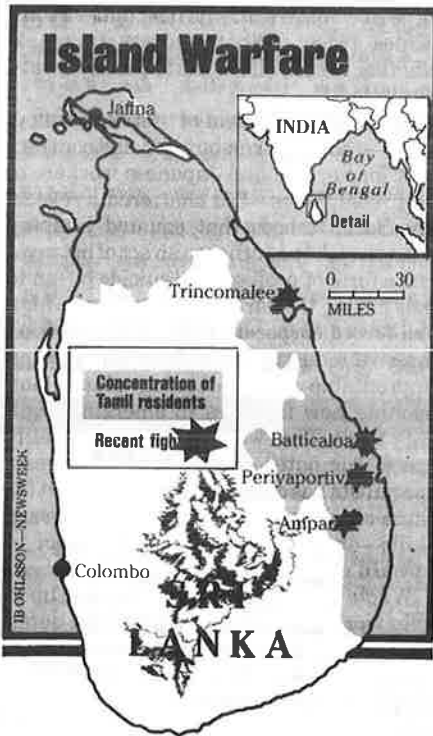 Island Warfare
Jaffna
INDIA
Bay
of
Bengal
Detail
Trincomalee
0 30
MILES
Concentration of
Tamil residents
Recent figh
Batticaloa
Periyaportiv
Ampar
Colombo
SRI
LANKA
IB OHLSSON—NEWSWEEK